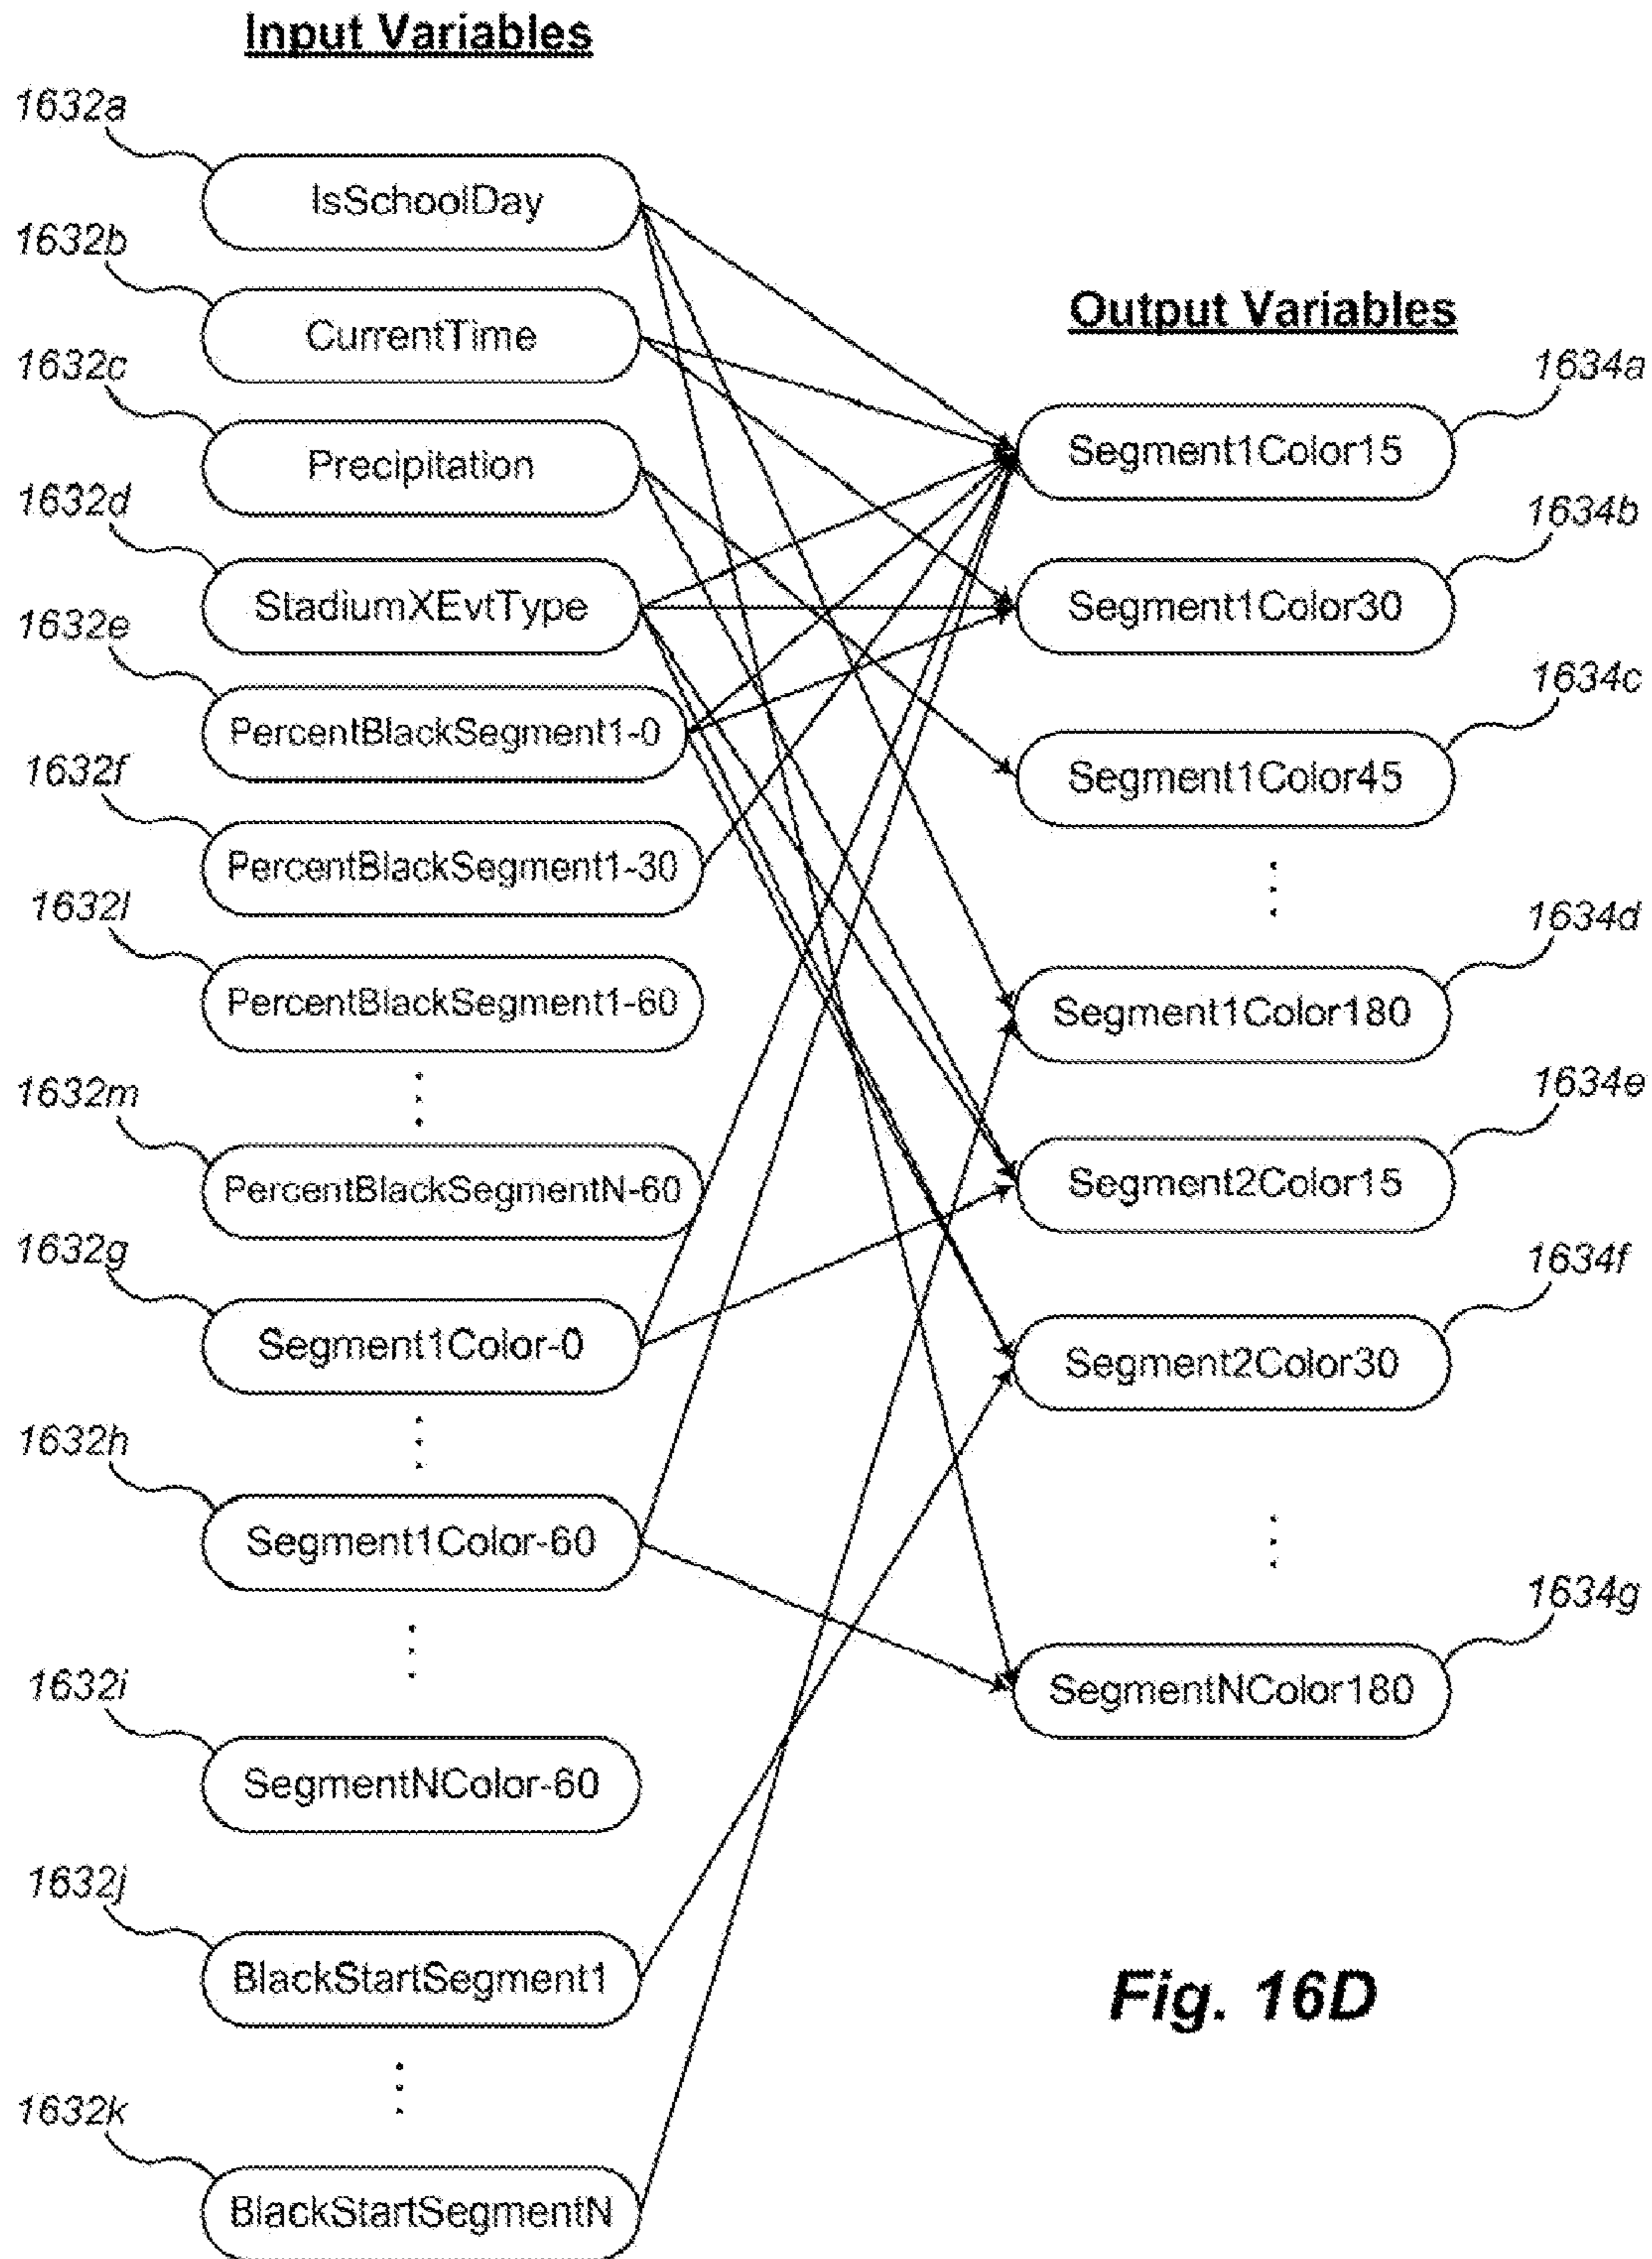 Input Variables
1632a
IsSchoolDay
1632b
CurrentTime
1632c
Precipitation
1632d
StadiumXEvtType
1632e
PercentBlackSegment1-0
1632f
PercentBlackSegment1-30
1632l
PercentBlackSegment1-60
1632m
PercentBlackSegmentN-60
1632g
Segment1Color-0
1632h
Segment1Color-60
1632i
SegmentNColor-60
1632j
BlackStartSegment1
1632k
BlackStartSegmentN
Output Variables
1634a
Segment1Color15
1634b
Segment1Color30
1634c
Segment1Color45
1634d
Segment1Color180
1634e
Segment2Color15
1634f
Segment2Color30
1634g
SegmentNColor180
Fig. 16D